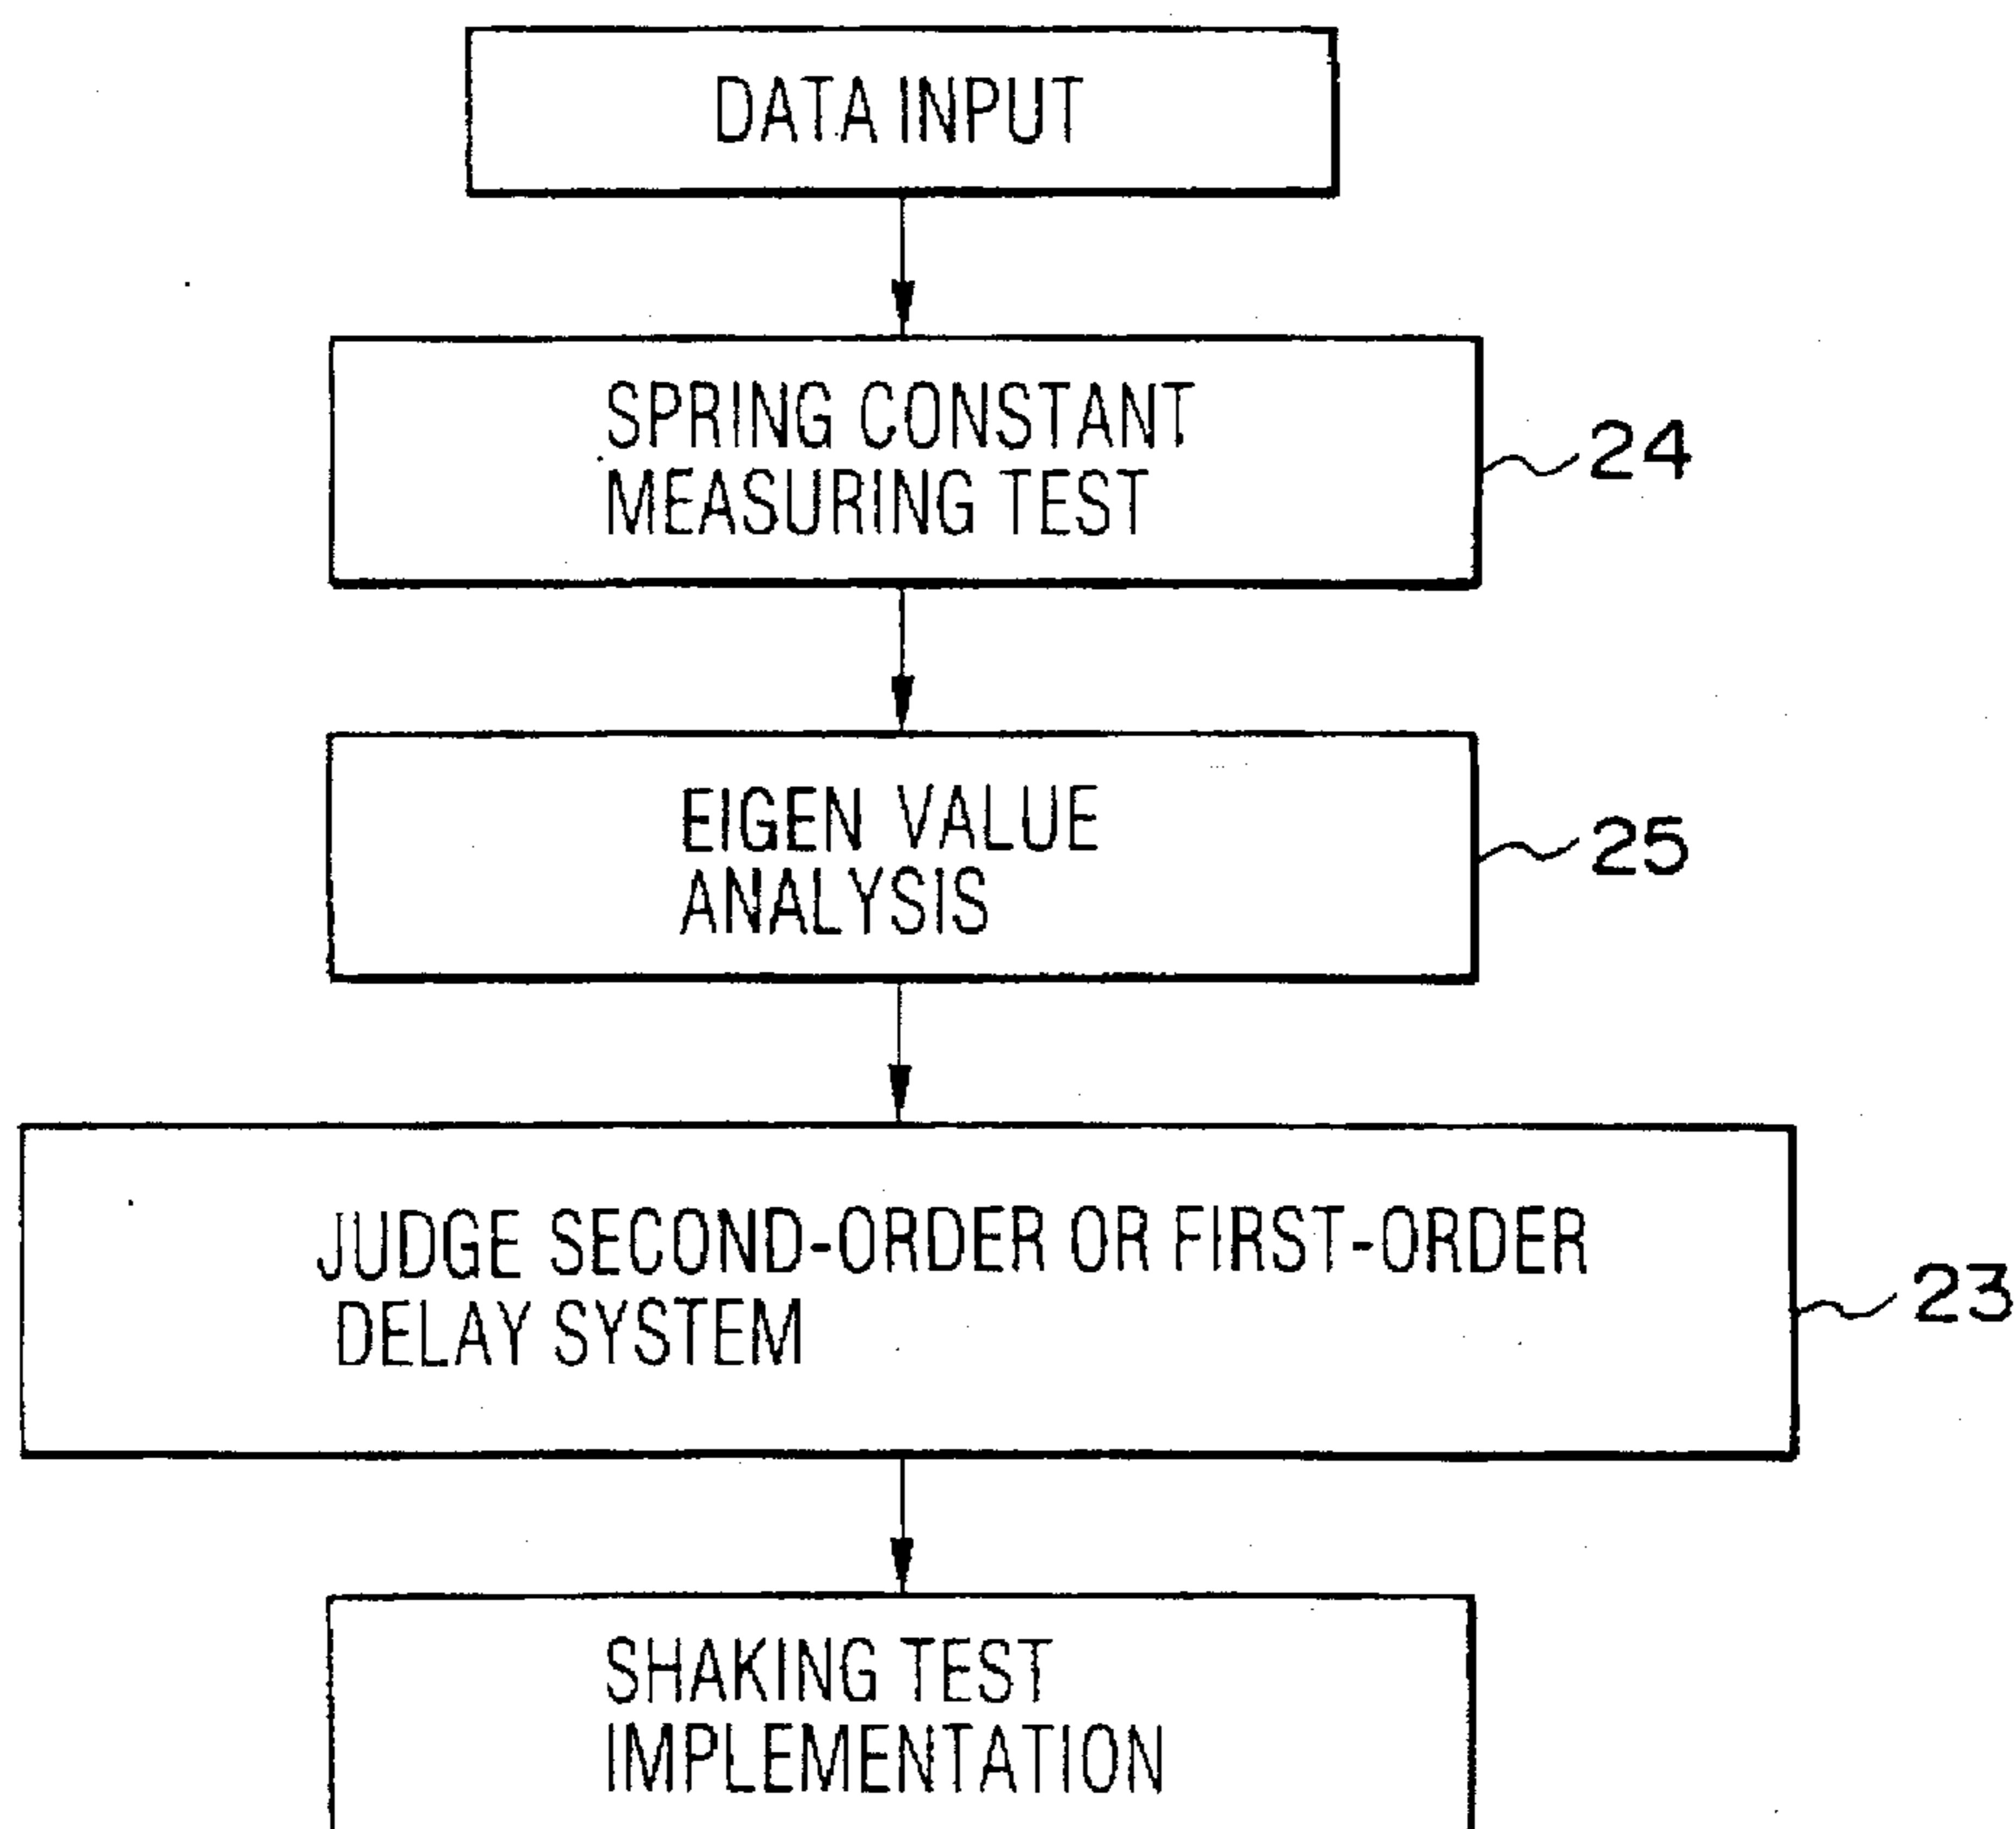 DATA INPUT
SPRING CONSTANT
MEASURING TEST
24
EIGEN VALUE
ANALYSIS
25
JUDGE SECOND-ORDER OR FIRST-ORDER
DELAY SYSTEM
23
SHAKING TEST
IMPLEMENTATION